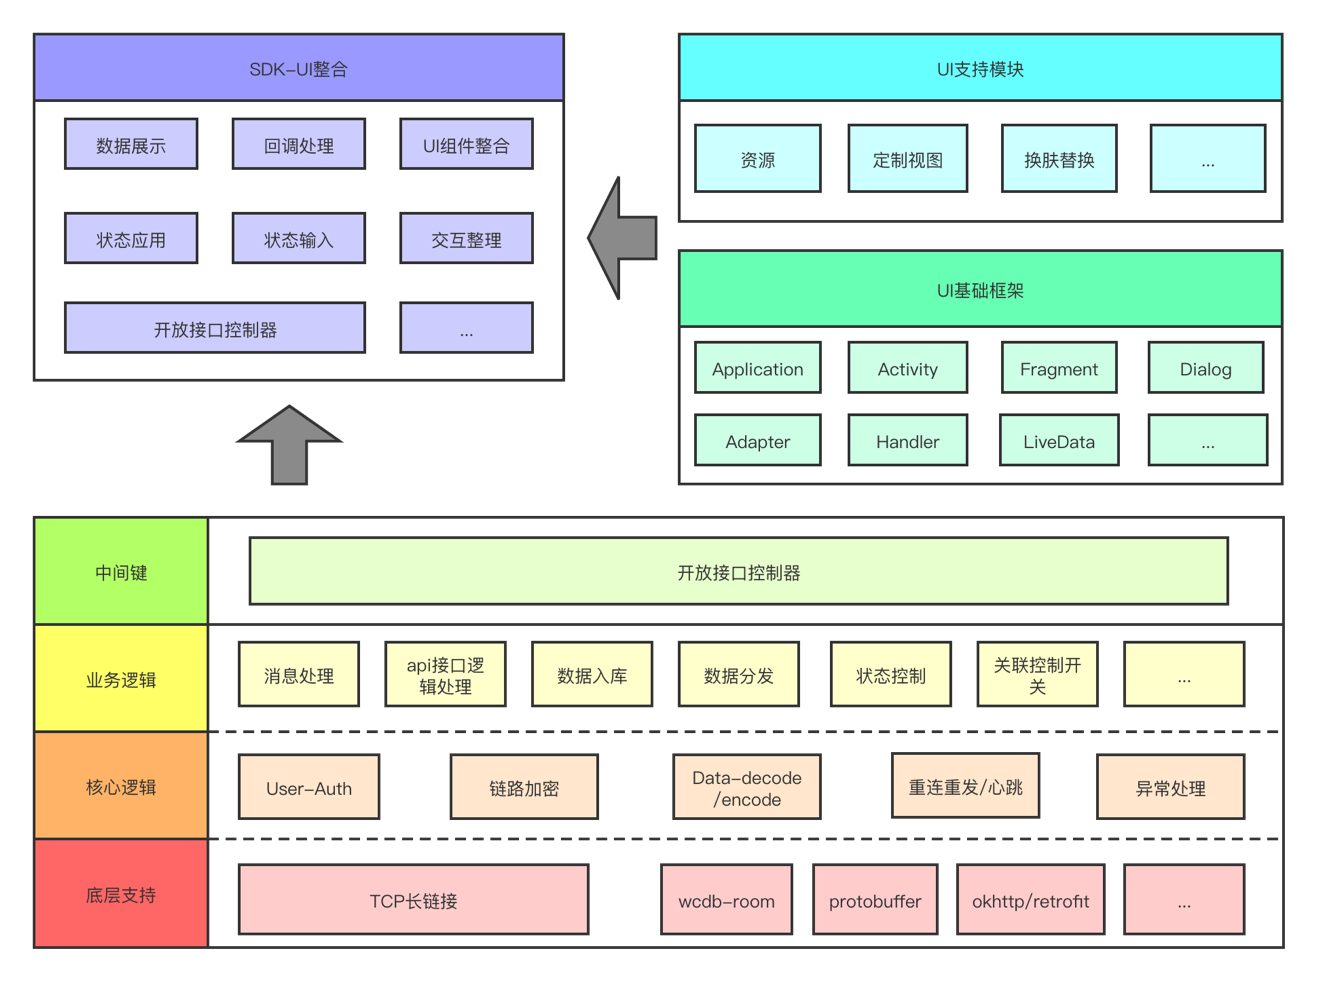 SDK-UI整合
数据展示
回调处理
UI组件整合
状态应用
状态输入
交互整理
开放接口控制器
...
UI支持模块
资源
定制视图
换肤替换
...
UI基础框架
Application
Activity
Fragment
Dialog
Adapter
Handler
LiveData
...
中间键
开放接口控制器
业务逻辑
消息处理
api接口逻
辑处理
数据入库
数据分发
状态控制
关联控制开
关
...
核心逻辑
User-Auth
链路加密
Data-decode
/encode
重连重发/心跳
异常处理
底层支持
TCP长链接
wcdb-room
protobuffer
okhttp/retrofit
...